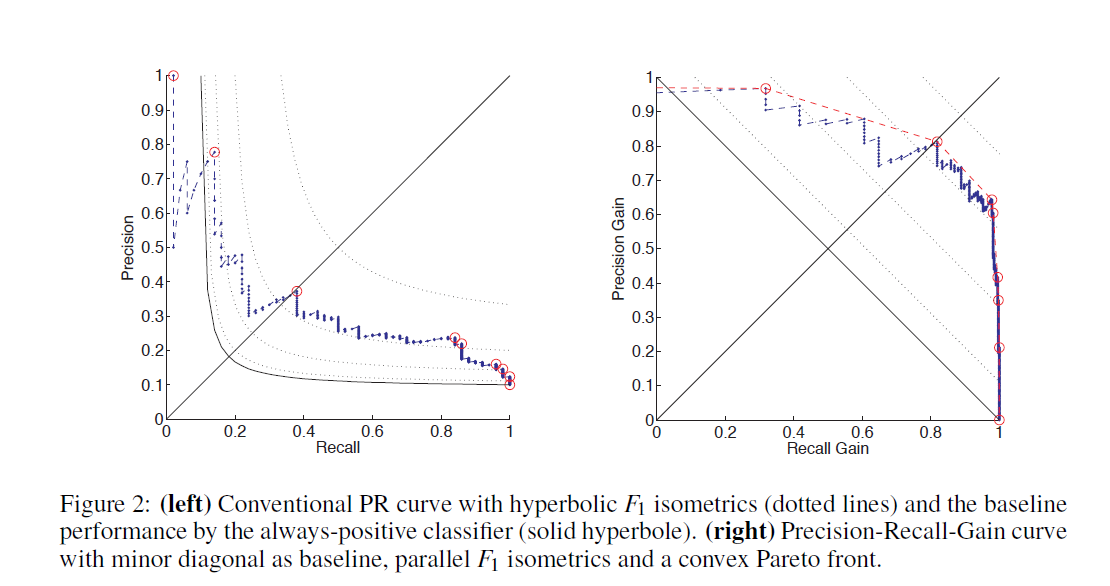 1
0.9
0.8
0.7
0.6
0.5
0.4
0.3
0.2
0.1
0
Precision
0 0.2 0.4 0.6 0.8 1
Recall
1
0.9
0.8
0.7
0.6
0.5
0.4
0.3
0.2
0.1
0
Precision Gain
0 0.2 0.4 0.6 0.8 1
Recall Gain
Figure 2: (left) Conventional PR curve with hyperbolic F1 isometrics (dotted lines) and the baseline
performance by the always-positive classifier (solid hyperbole). (right) Precision-Recall-Gain curve
with minor diagonal as baseline, parallel F1 isometrics and a convex Pareto front.